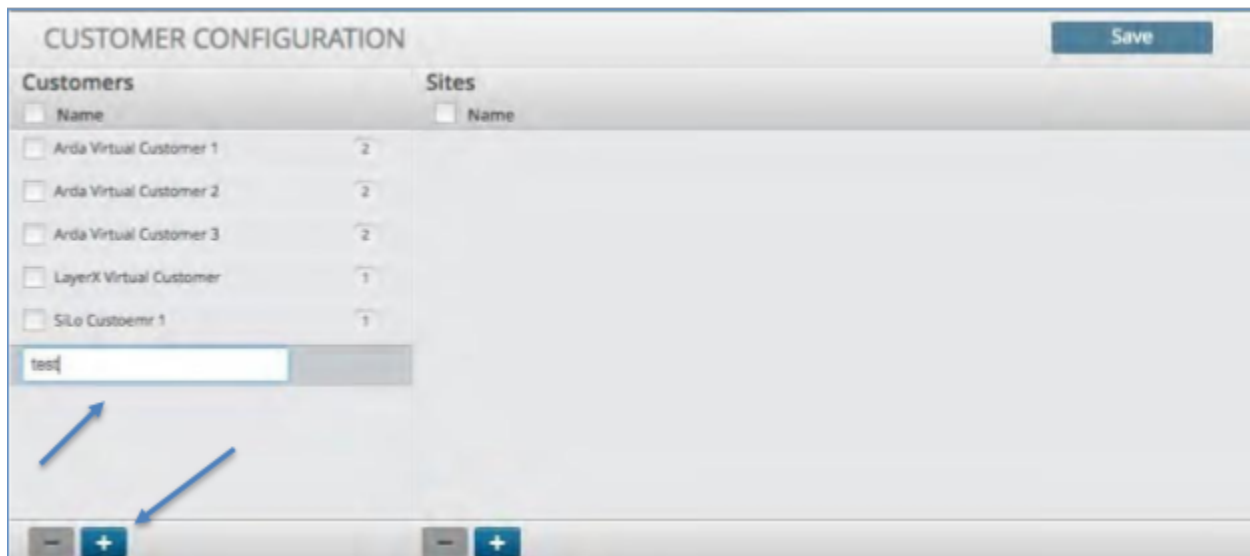 CUSTOMER CONFIGURATION
Save
Customers
Sites
Name
Name
Arda Virtual Customer 1 2
Arda Virtual Customer 2 2
Arda Virtual Customer 3 2
LayerX Virtual Customer 1
SiLo Custoemr 1 1
test
− +
− +